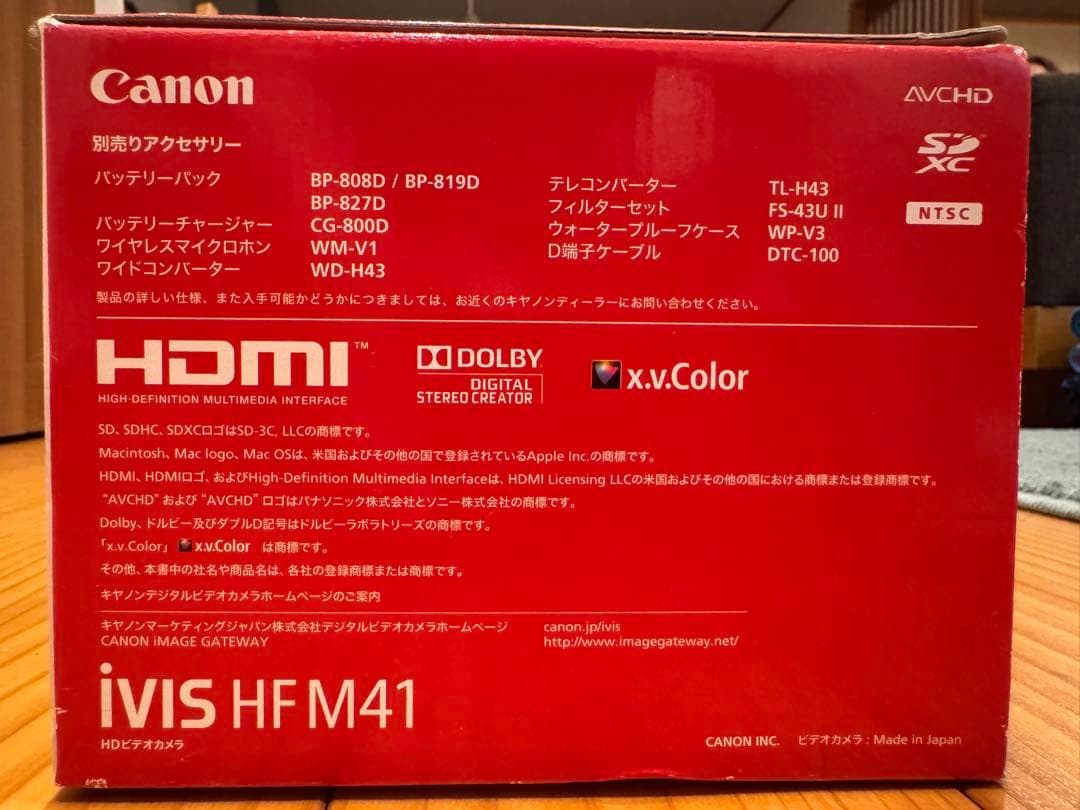 Canon
AVCHD
別売りアクセサリー
SD XC
バッテリーパック BP-808D / BP-819D
BP-827D
バッテリーチャージャー CG-800D
ワイヤレスマイクロホン WM-V1
ワイドコンバーター WD-H43
テレコンバーター TL-H43
フィルターセット FS-43U II
ウォータープルーフケース WP-V3
D端子ケーブル DTC-100
NTSC
製品の詳しい仕様、また入手可能かどうかにつきましては、お近くのキヤノンディーラーにお問い合わせください。
HDMI™
HIGH-DEFINITION MULTIMEDIA INTERFACE
DOLBY
DIGITAL
STEREO CREATOR
x.v.Color
SD、SDHC、SDXCロゴはSD-3C, LLCの商標です。
Macintosh、Mac logo、Mac OSは、米国およびその他の国で登録されているApple Inc.の商標です。
HDMI、HDMIロゴ、およびHigh-Definition Multimedia Interfaceは、HDMI Licensing LLCの米国およびその他の国における商標または登録商標です。
“AVCHD”および“AVCHD”ロゴはパナソニック株式会社とソニー株式会社の商標です。
Dolby、ドルビー及びダブルD記号はドルビーラボラトリーズの商標です。
「x.v.Color」 x.v.Color は商標です。
その他、本書中の社名や商品名は、各社の登録商標または商標です。
キヤノンデジタルビデオカメラホームページのご案内
キヤノンマーケティングジャパン株式会社デジタルビデオカメラホームページ canon.jp/ivis
CANON iMAGE GATEWAY http://www.imagegateway.net/
iVIS HF M41
HDビデオカメラ
CANON INC. ビデオカメラ : Made in Japan